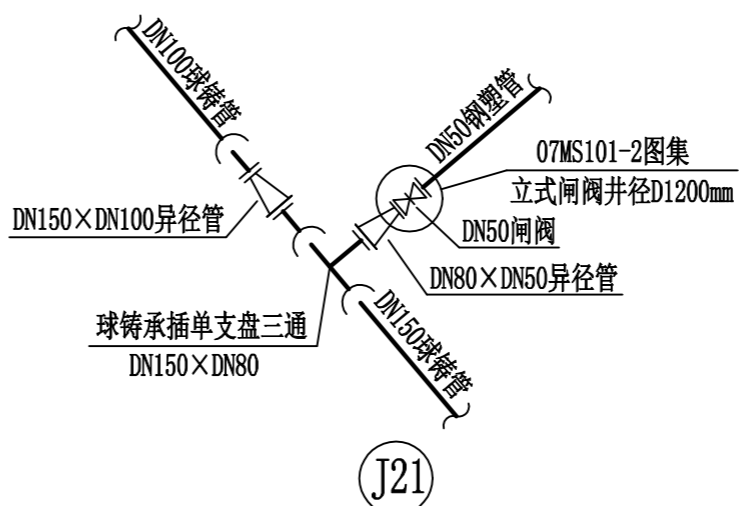 DN100球铸管
DN50钢塑管
07MS101-2图集
立式闸阀井径D1200mm
DN150×DN100异径管
DN50闸阀
DN80×DN50异径管
球铸承插单支盘三通
DN150×DN80
DN150球铸管
J21